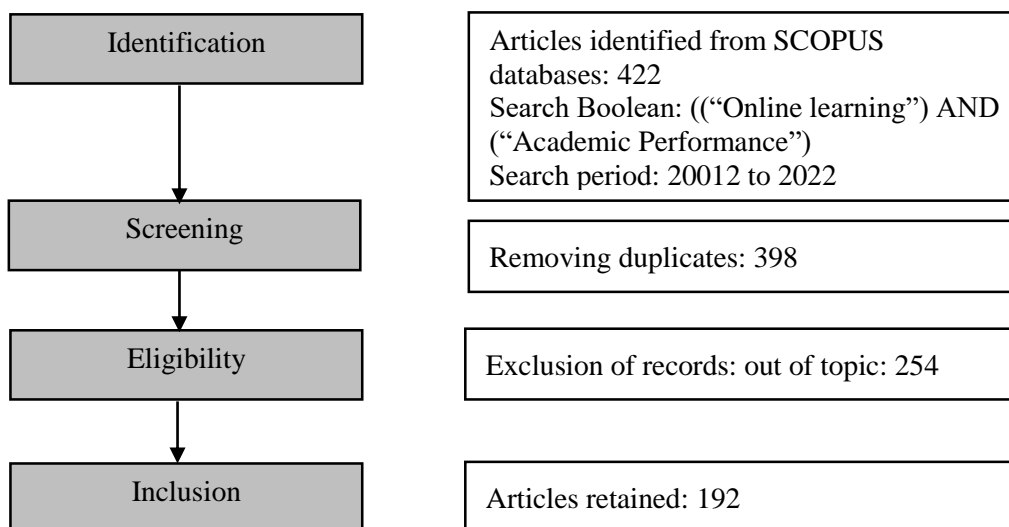 Identification
Articles identified from SCOPUS
databases: 422
Search Boolean: ((“Online learning”) AND
(“Academic Performance”)
Search period: 20012 to 2022
Screening
Removing duplicates: 398
Eligibility
Exclusion of records: out of topic: 254
Inclusion
Articles retained: 192